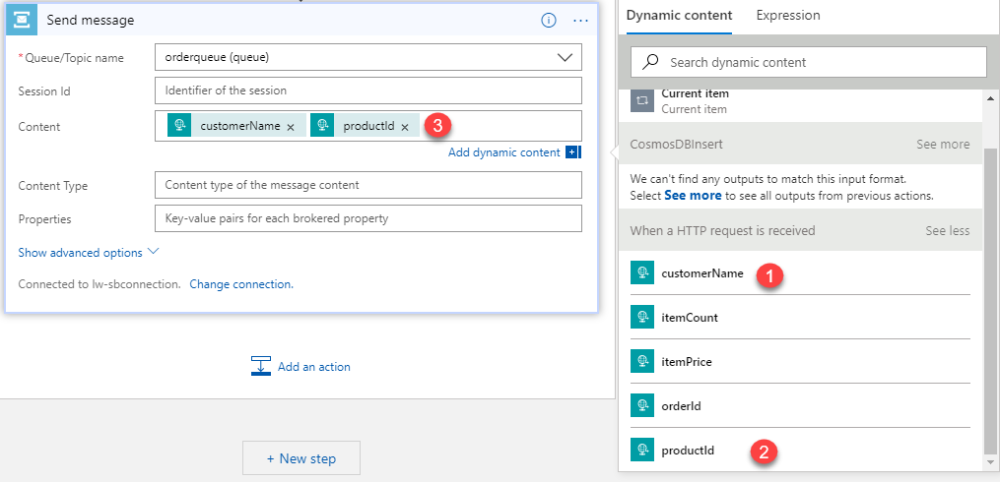 Send message
* Queue/Topic name
orderqueue (queue)
Session Id
Identifier of the session
Content
customerName ×
productId ×
3
Add dynamic content
Content Type
Content type of the message content
Properties
Key-value pairs for each brokered property
Show advanced options
Connected to lw-sbconnection. Change connection.
Add an action
+ New step
Dynamic content
Expression
Search dynamic content
Current item
Current item
CosmosDBInsert
See more
We can't find any outputs to match this input format.
Select See more to see all outputs from previous actions.
When a HTTP request is received
See less
customerName
1
itemCount
itemPrice
orderId
productId
2